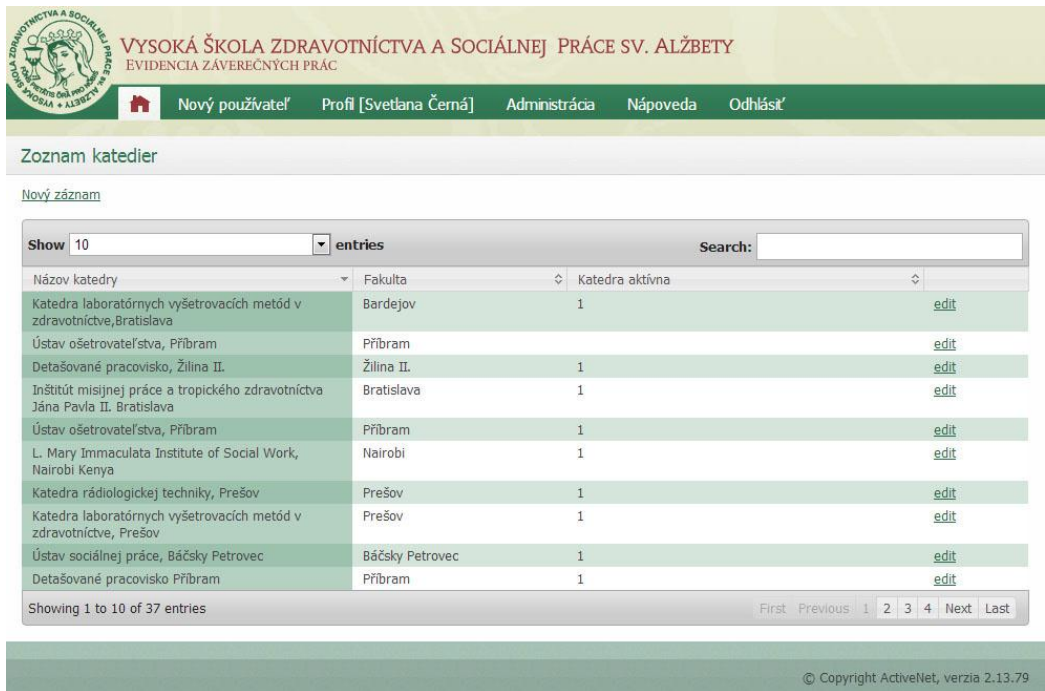 VYSOKÁ ŠKOLA ZDRAVOTNÍCTVA A SOCIÁLNEJ PRÁCE SV. ALŽBETY
EVIDENCIA ZÁVEREČNÝCH PRÁC
Nový používateľ Profil [Svetlana Černá] Administrácia Nápoveda Odhlásiť
Zoznam katedier
Nový záznam
Show 10 entries Search:
Názov katedry Fakulta Katedra aktívna
Katedra laboratórnych vyšetrovacích metód v
zdravotníctve,Bratislava Bardejov 1 edit
Ústav ošetrovateľstva, Příbram Příbram edit
Detašované pracovisko, Žilina II. Žilina II. 1 edit
Inštitút misijnej práce a tropického zdravotníctva
Jána Pavla II. Bratislava Bratislava 1 edit
Ústav ošetrovateľstva, Příbram Příbram 1 edit
L. Mary Immaculata Institute of Social Work,
Nairobi Kenya Nairobi 1 edit
Katedra rádiologickej techniky, Prešov Prešov 1 edit
Katedra laboratórnych vyšetrovacích metód v
zdravotníctve, Prešov Prešov 1 edit
Ústav sociálnej práce, Báčsky Petrovec Báčsky Petrovec 1 edit
Detašované pracovisko Příbram Příbram 1 edit
Showing 1 to 10 of 37 entries First Previous 1 2 3 4 Next Last
© Copyright ActiveNet, verzia 2.13.79